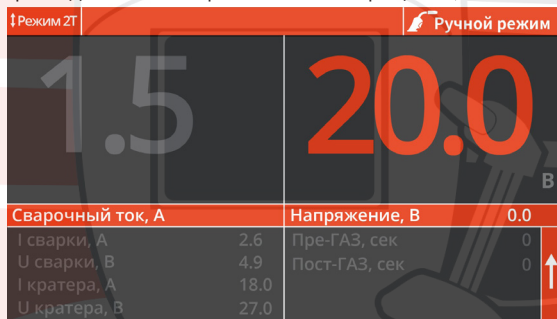 Режим 2Т
Ручной режим
1.5
20.0
В
Сварочный ток, А
Напряжение, В 0.0
I сварки, А 2.6
U сварки, В 4.9
I кратера, А 18.0
U кратера, В 27.0
Пре-ГАЗ, сек 0
Пост-ГАЗ, сек 0